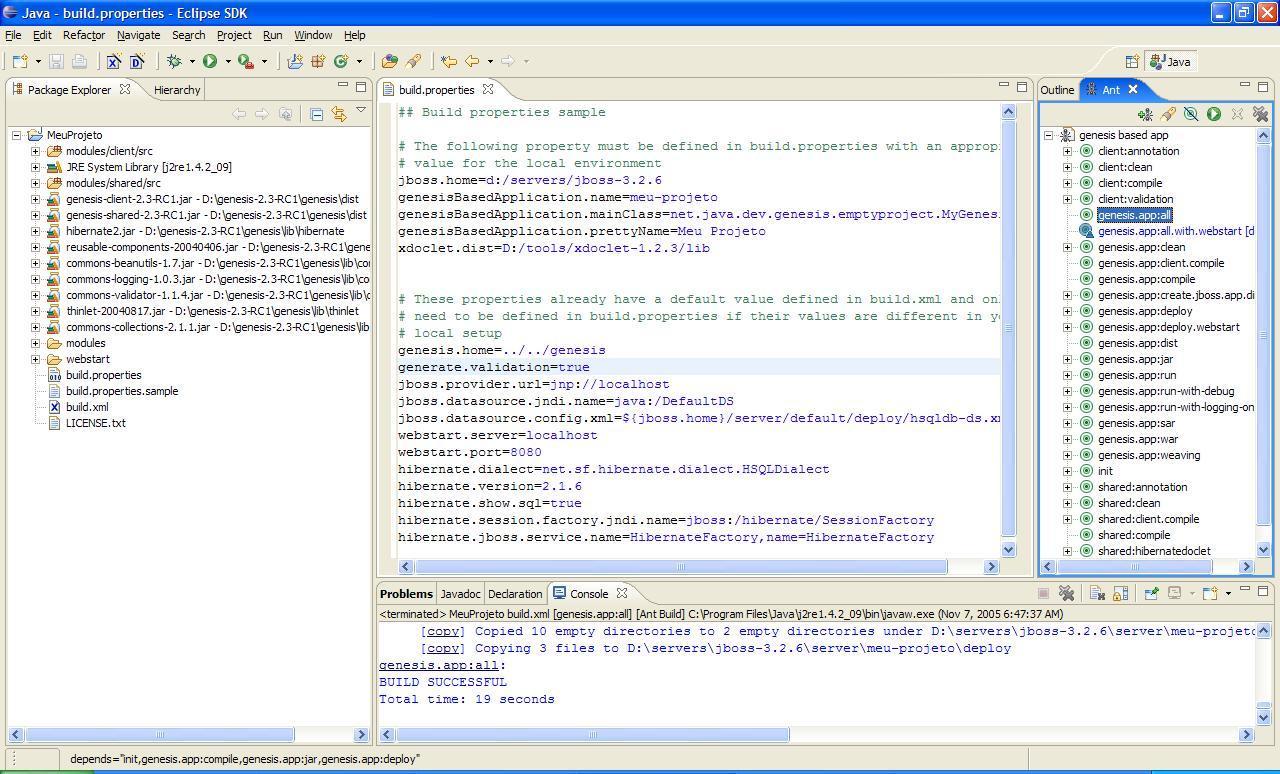 Java - build.properties - Eclipse SDK
File Edit Refactor Navigate Search Project Run Window Help
Java
Package Explorer Hierarchy
MeuProjeto
modules/client/src
JRE System Library [j2re1.4.2_09]
modules/shared/src
genesis-client-2.3-RC1.jar - D:\genesis-2.3-RC1\genesis\dist
genesis-shared-2.3-RC1.jar - D:\genesis-2.3-RC1\genesis\dist
hibernate2.jar - D:\genesis-2.3-RC1\genesis\lib\hibernate
reusable-components-20040406.jar - D:\genesis-2.3-RC1\gene
commons-beanutils-1.7.jar - D:\genesis-2.3-RC1\genesis\lib\con
commons-logging-1.0.3.jar - D:\genesis-2.3-RC1\genesis\lib\co
commons-validator-1.1.4.jar - D:\genesis-2.3-RC1\genesis\lib\c
thinlet-20040817.jar - D:\genesis-2.3-RC1\genesis\lib\thinlet
commons-collections-2.1.1.jar - D:\genesis-2.3-RC1\genesis\lib
modules
webstart
build.properties
build.properties.sample
build.xml
LICENSE.txt
build.properties
## Build properties sample
# The following property must be defined in build.properties with an approp
# value for the local environment
jboss.home=d:/servers/jboss-3.2.6
genesisBasedApplication.name=meu-projeto
genesisBasedApplication.mainClass=net.java.dev.genesis.emptyproject.MyGenes
genesisBasedApplication.prettyName=Meu Projeto
xdoclet.dist=D:/tools/xdoclet-1.2.3/lib
# These properties already have a default value defined in build.xml and on
# need to be defined in build.properties if their values are different in y
# local setup
genesis.home=../../genesis
generate.validation=true
jboss.provider.url=jnp://localhost
jboss.datasource.jndi.name=java:/DefaultDS
jboss.datasource.config.xml=${jboss.home}/server/default/deploy/hsqldb-ds.x
webstart.server=localhost
webstart.port=8080
hibernate.dialect=net.sf.hibernate.dialect.HSQLDialect
hibernate.version=2.1.6
hibernate.show.sql=true
hibernate.session.factory.jndi.name=jboss:/hibernate/SessionFactory
hibernate.jboss.service.name=HibernateFactory,name=HibernateFactory
Outline Ant
genesis based app
client:annotation
client:clean
client:compile
client:validation
genesis.app:all
genesis.app:all.with.webstart [d
genesis.app:clean
genesis.app:client.compile
genesis.app:compile
genesis.app:create.jboss.app.di
genesis.app:deploy
genesis.app:deploy.webstart
genesis.app:dist
genesis.app:jar
genesis.app:run
genesis.app:run-with-debug
genesis.app:run-with-logging-on
genesis.app:sar
genesis.app:war
genesis.app:weaving
init
shared:annotation
shared:clean
shared:client.compile
shared:compile
shared:hibernatedoclet
Problems Javadoc Declaration Console
<terminated> MeuProjeto build.xml [genesis.app:all] [Ant Build] C:\Program Files\Java\j2re1.4.2_09\bin\javaw.exe (Nov 7, 2005 6:47:37 AM)
[copy] Copied 10 empty directories to 2 empty directories under D:\servers\jboss-3.2.6\server\meu-projeto
[copy] Copying 3 files to D:\servers\jboss-3.2.6\server\meu-projeto\deploy
genesis.app:all:
BUILD SUCCESSFUL
Total time: 19 seconds
depends="init,genesis.app:compile,genesis.app:jar,genesis.app:deploy"